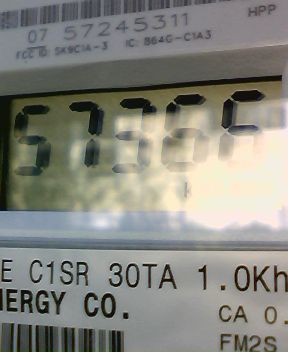 HPP
07 57245311
FCC ID: SK9C1A-3 IC: 864G-C1A3
57366
E C1SR 30TA 1.0Kh
NERGY CO.
CA 0.
FM2S